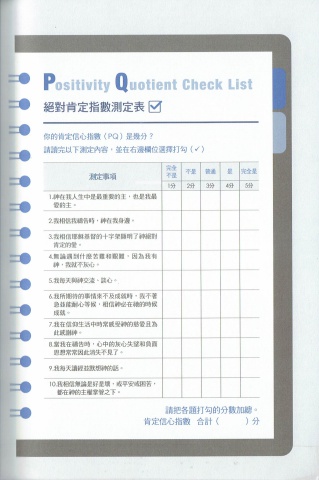 Positivity Quotient Check List
絕對肯定指數測定表
你的肯定信心指數（PQ）是幾分？
請讀完以下測定內容，並在右邊欄位選擇打勾（✓）
測定事項
完全不是 不是 普通 是 完全是
1分 2分 3分 4分 5分
1.神在我人生中是最重要的主，也是我最
愛的主。
2.我相信我禱告時，神在我身邊。
3.我相信耶穌基督的十字架顯明了神絕對
肯定的愛。
4.無論遇到什麼苦難和艱難，因為我有
神，我就不灰心。
5.我每天與神交流、談心。
6.我所期待的事情來不及成就時，我不著
急並能耐心等候，相信神必在祂的時候
成就。
7.我在信仰生活中時常感受神的慈愛且為
此感謝神。
8.當我在禱告時，心中的灰心失望和負面
思想常常因此消失不見了。
9.我每天讀經並默想神的話。
10.我相信無論是好是壞，或平安或困苦，
都在神的主權掌管之下。
請把各題打勾的分數加總。
肯定信心指數 合計（ ）分